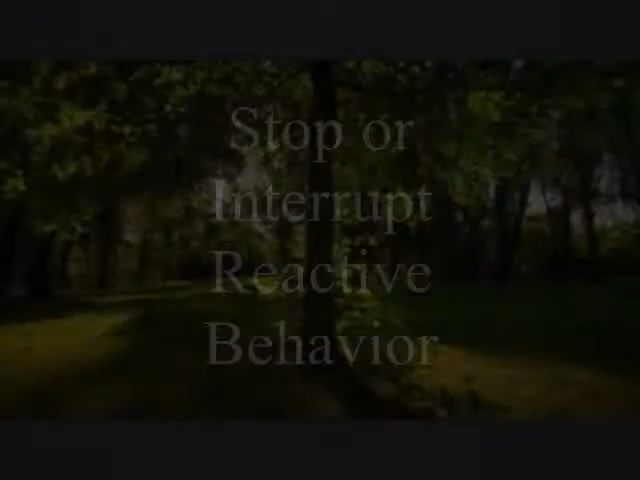 Stop or
Interrupt
Reactive
Behavior